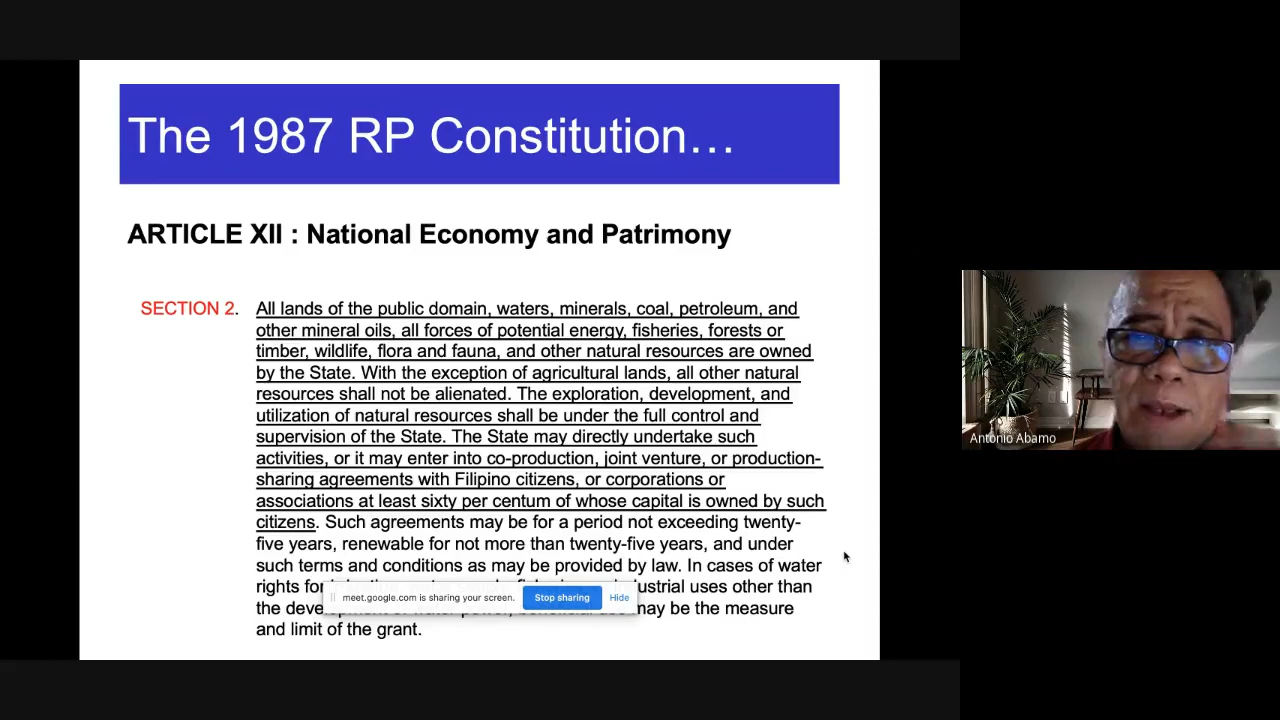 The 1987 RP Constitution…
ARTICLE XII : National Economy and Patrimony
SECTION 2. All lands of the public domain, waters, minerals, coal, petroleum, and
other mineral oils, all forces of potential energy, fisheries, forests or
timber, wildlife, flora and fauna, and other natural resources are owned
by the State. With the exception of agricultural lands, all other natural
resources shall not be alienated. The exploration, development, and
utilization of natural resources shall be under the full control and
supervision of the State. The State may directly undertake such
activities, or it may enter into co-production, joint venture, or production-
sharing agreements with Filipino citizens, or corporations or
associations at least sixty per centum of whose capital is owned by such
citizens. Such agreements may be for a period not exceeding twenty-
five years, renewable for not more than twenty-five years, and under
such terms and conditions as may be provided by law. In cases of water
rights for uses other than
the may be the measure
and limit of the grant.
meet.google.com is sharing your screen. Stop sharing Hide
Antonio Abamo